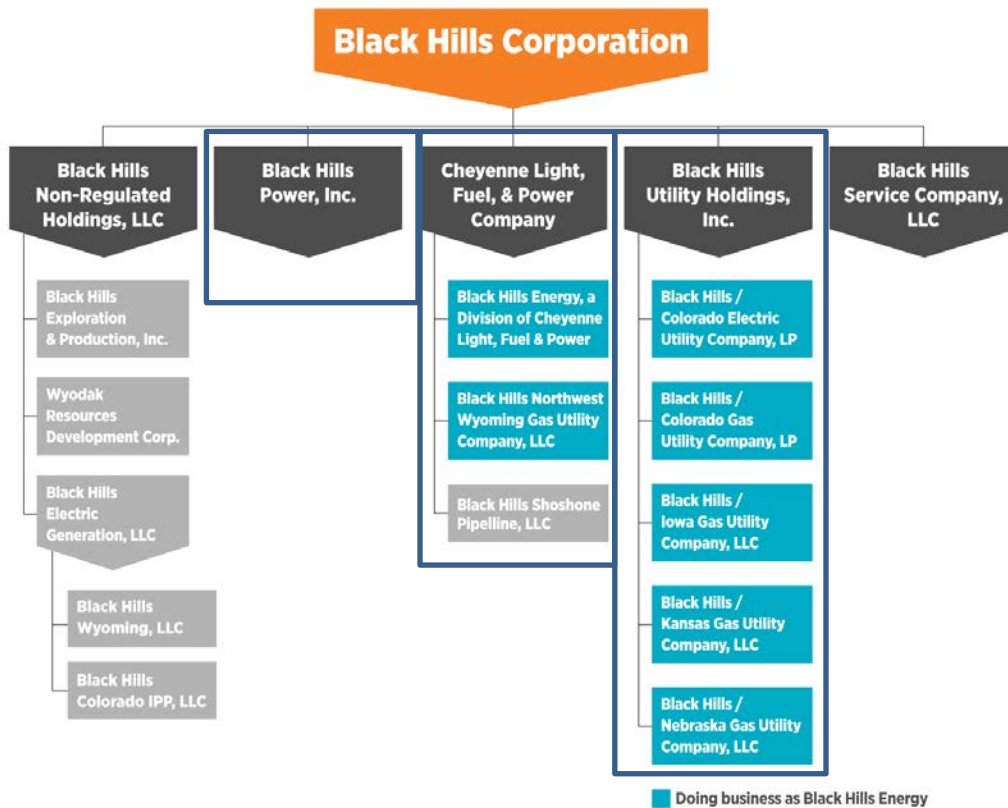 Black Hills Corporation
Black Hills
Non-Regulated
Holdings, LLC
Black Hills
Power, Inc.
Cheyenne Light,
Fuel, & Power
Company
Black Hills
Utility Holdings,
Inc.
Black Hills
Service Company,
LLC
Black Hills
Exploration
& Production, Inc.
Wyodak
Resources
Development Corp.
Black Hills
Electric
Generation, LLC
Black Hills
Wyoming, LLC
Black Hills
Colorado IPP, LLC
Black Hills Energy, a
Division of Cheyenne
Light, Fuel & Power
Black Hills Northwest
Wyoming Gas Utility
Company, LLC
Black Hills Shoshone
Pipelline, LLC
Black Hills /
Colorado Electric
Utility Company, LP
Black Hills /
Colorado Gas
Utility Company, LP
Black Hills /
Iowa Gas Utility
Company, LLC
Black Hills /
Kansas Gas Utility
Company, LLC
Black Hills /
Nebraska Gas Utility
Company, LLC
Doing business as Black Hills Energy